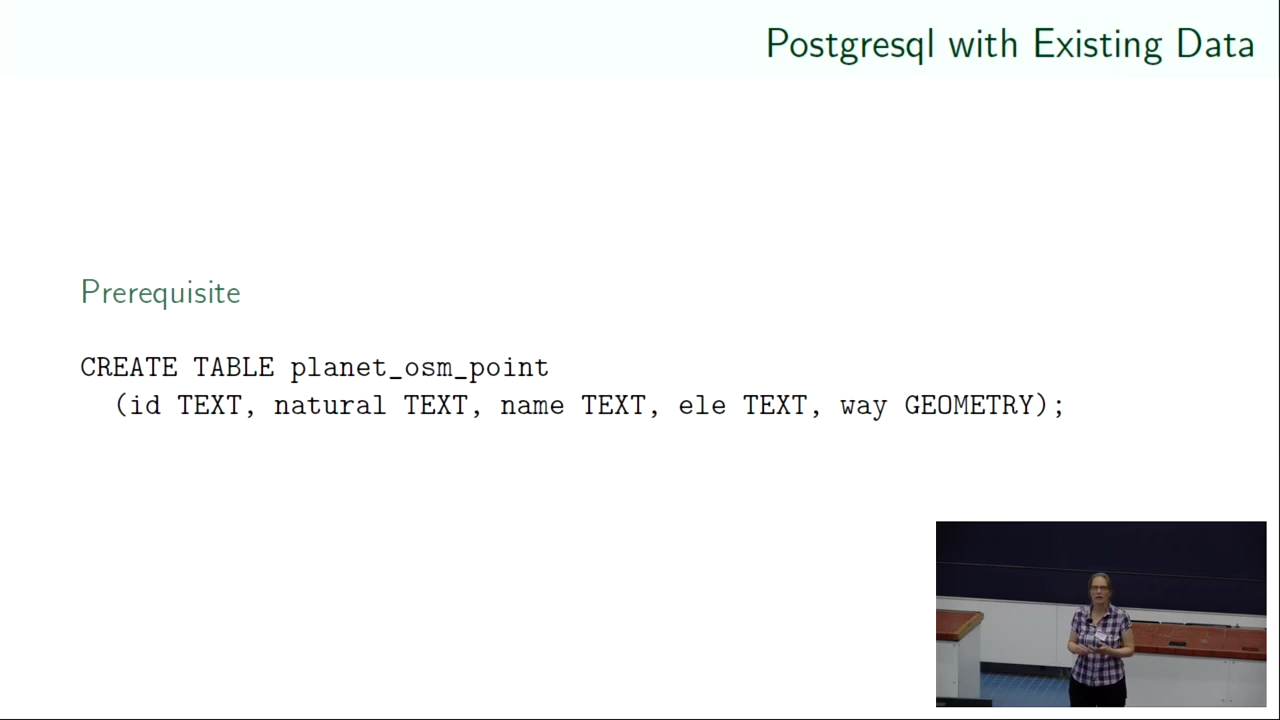 Postgresql with Existing Data
Prerequisite
CREATE TABLE planet_osm_point
(id TEXT, natural TEXT, name TEXT, ele TEXT, way GEOMETRY);